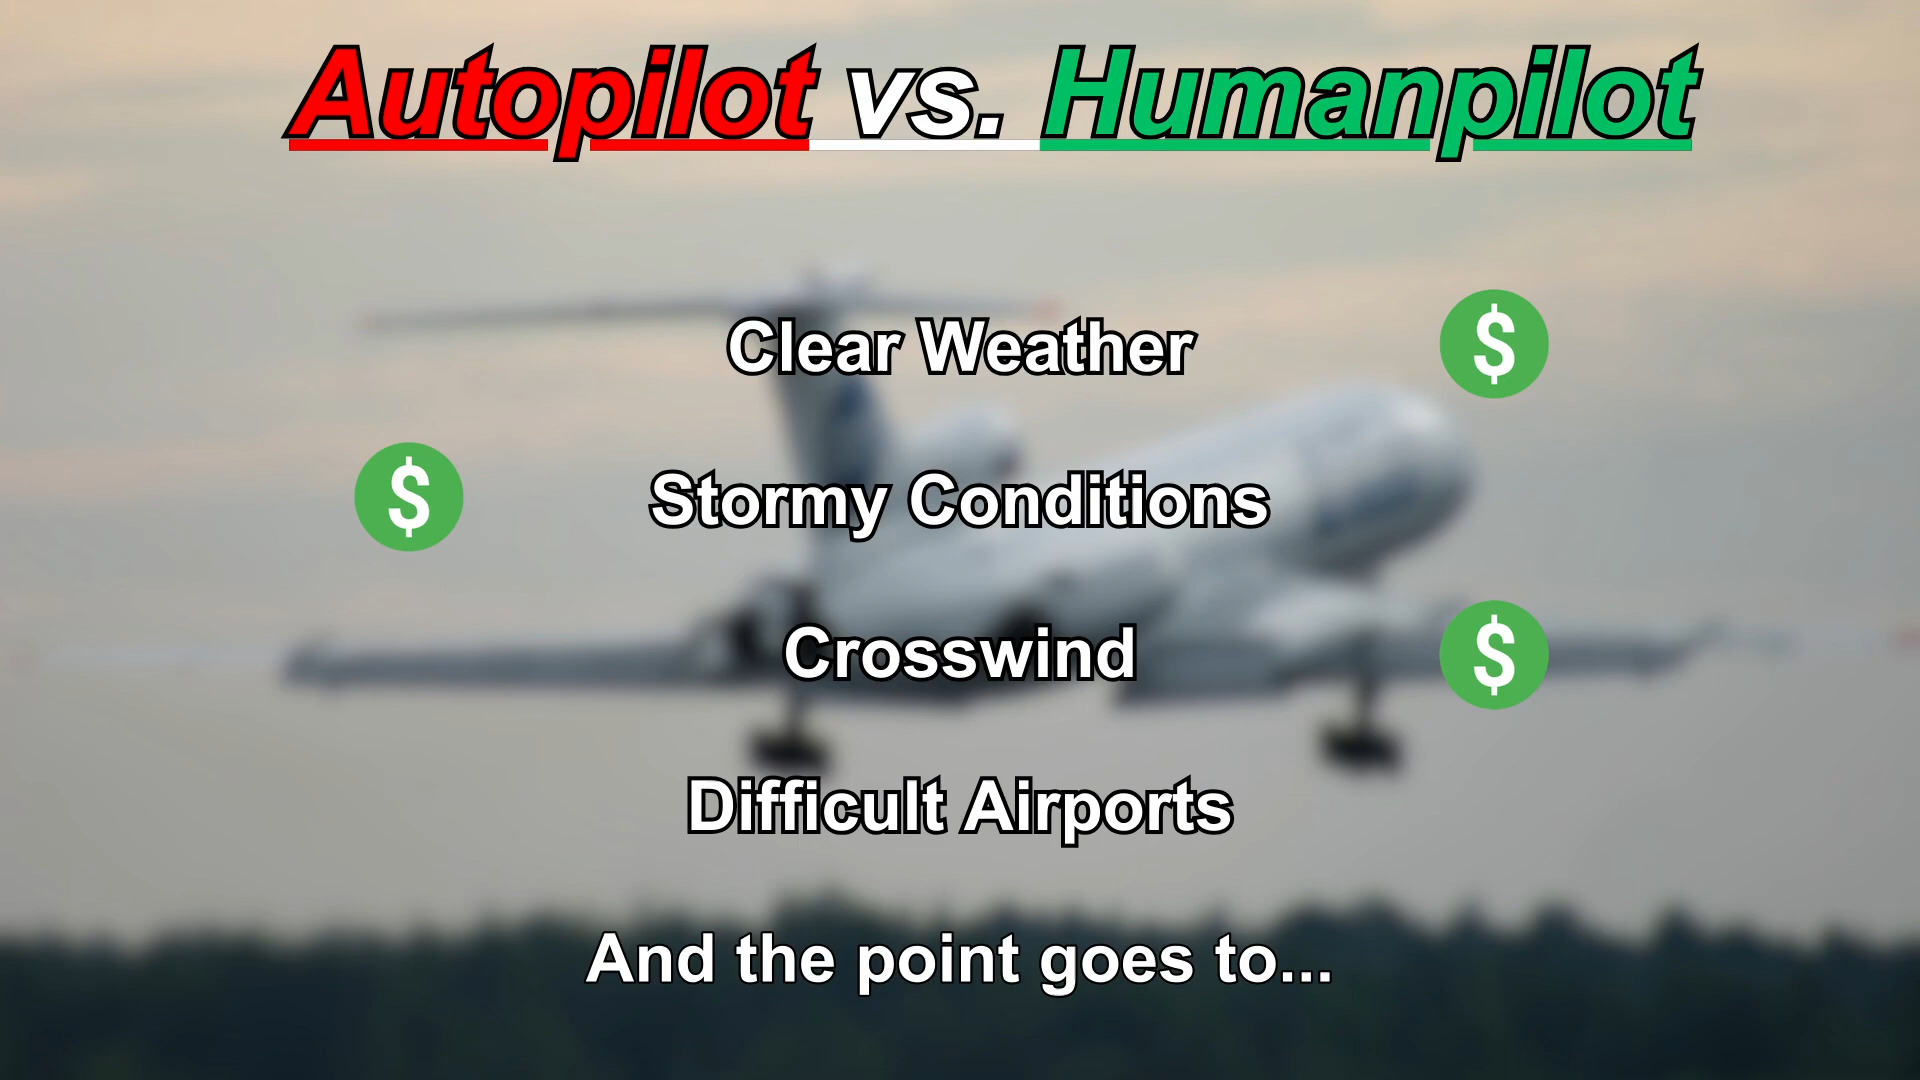 Autopilot vs. Humanpilot
Clear Weather
$
$
Stormy Conditions
Crosswind
$
Difficult Airports
And the point goes to...